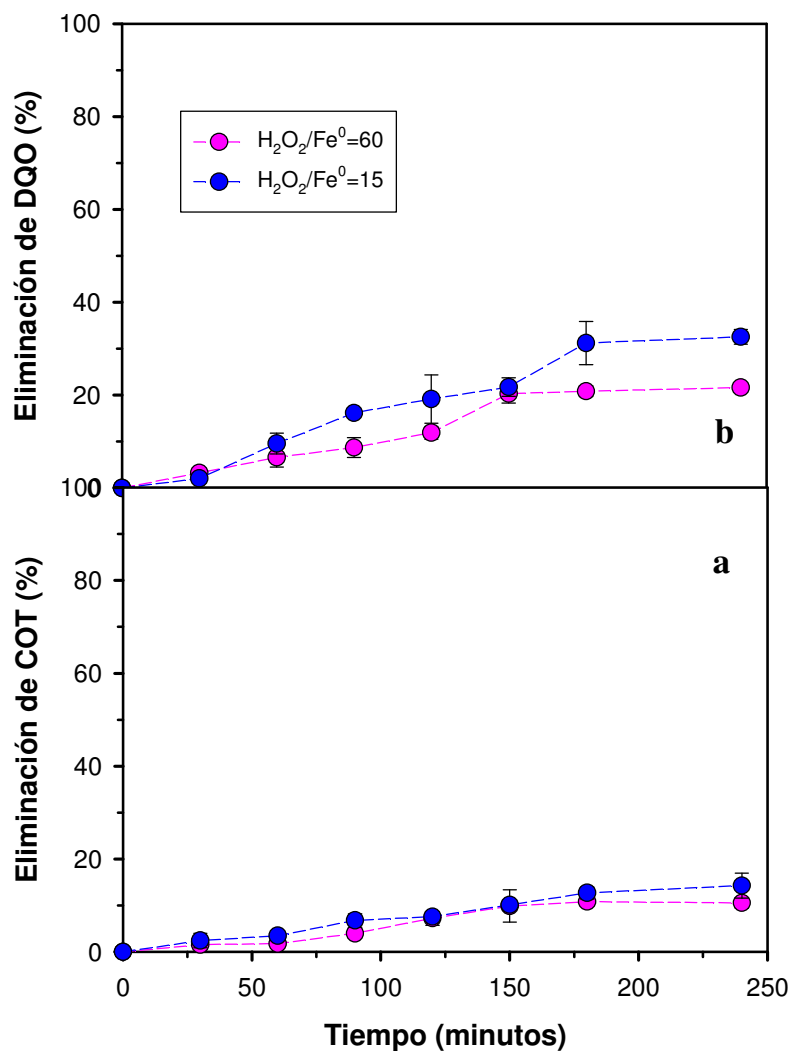 100
80
60
40
20
0
Eliminación de DQO (%)
H₂O₂/Fe⁰=60
H₂O₂/Fe⁰=15
b
100
80
60
40
20
0
Eliminación de COT (%)
a
0 50 100 150 200 250
Tiempo (minutos)